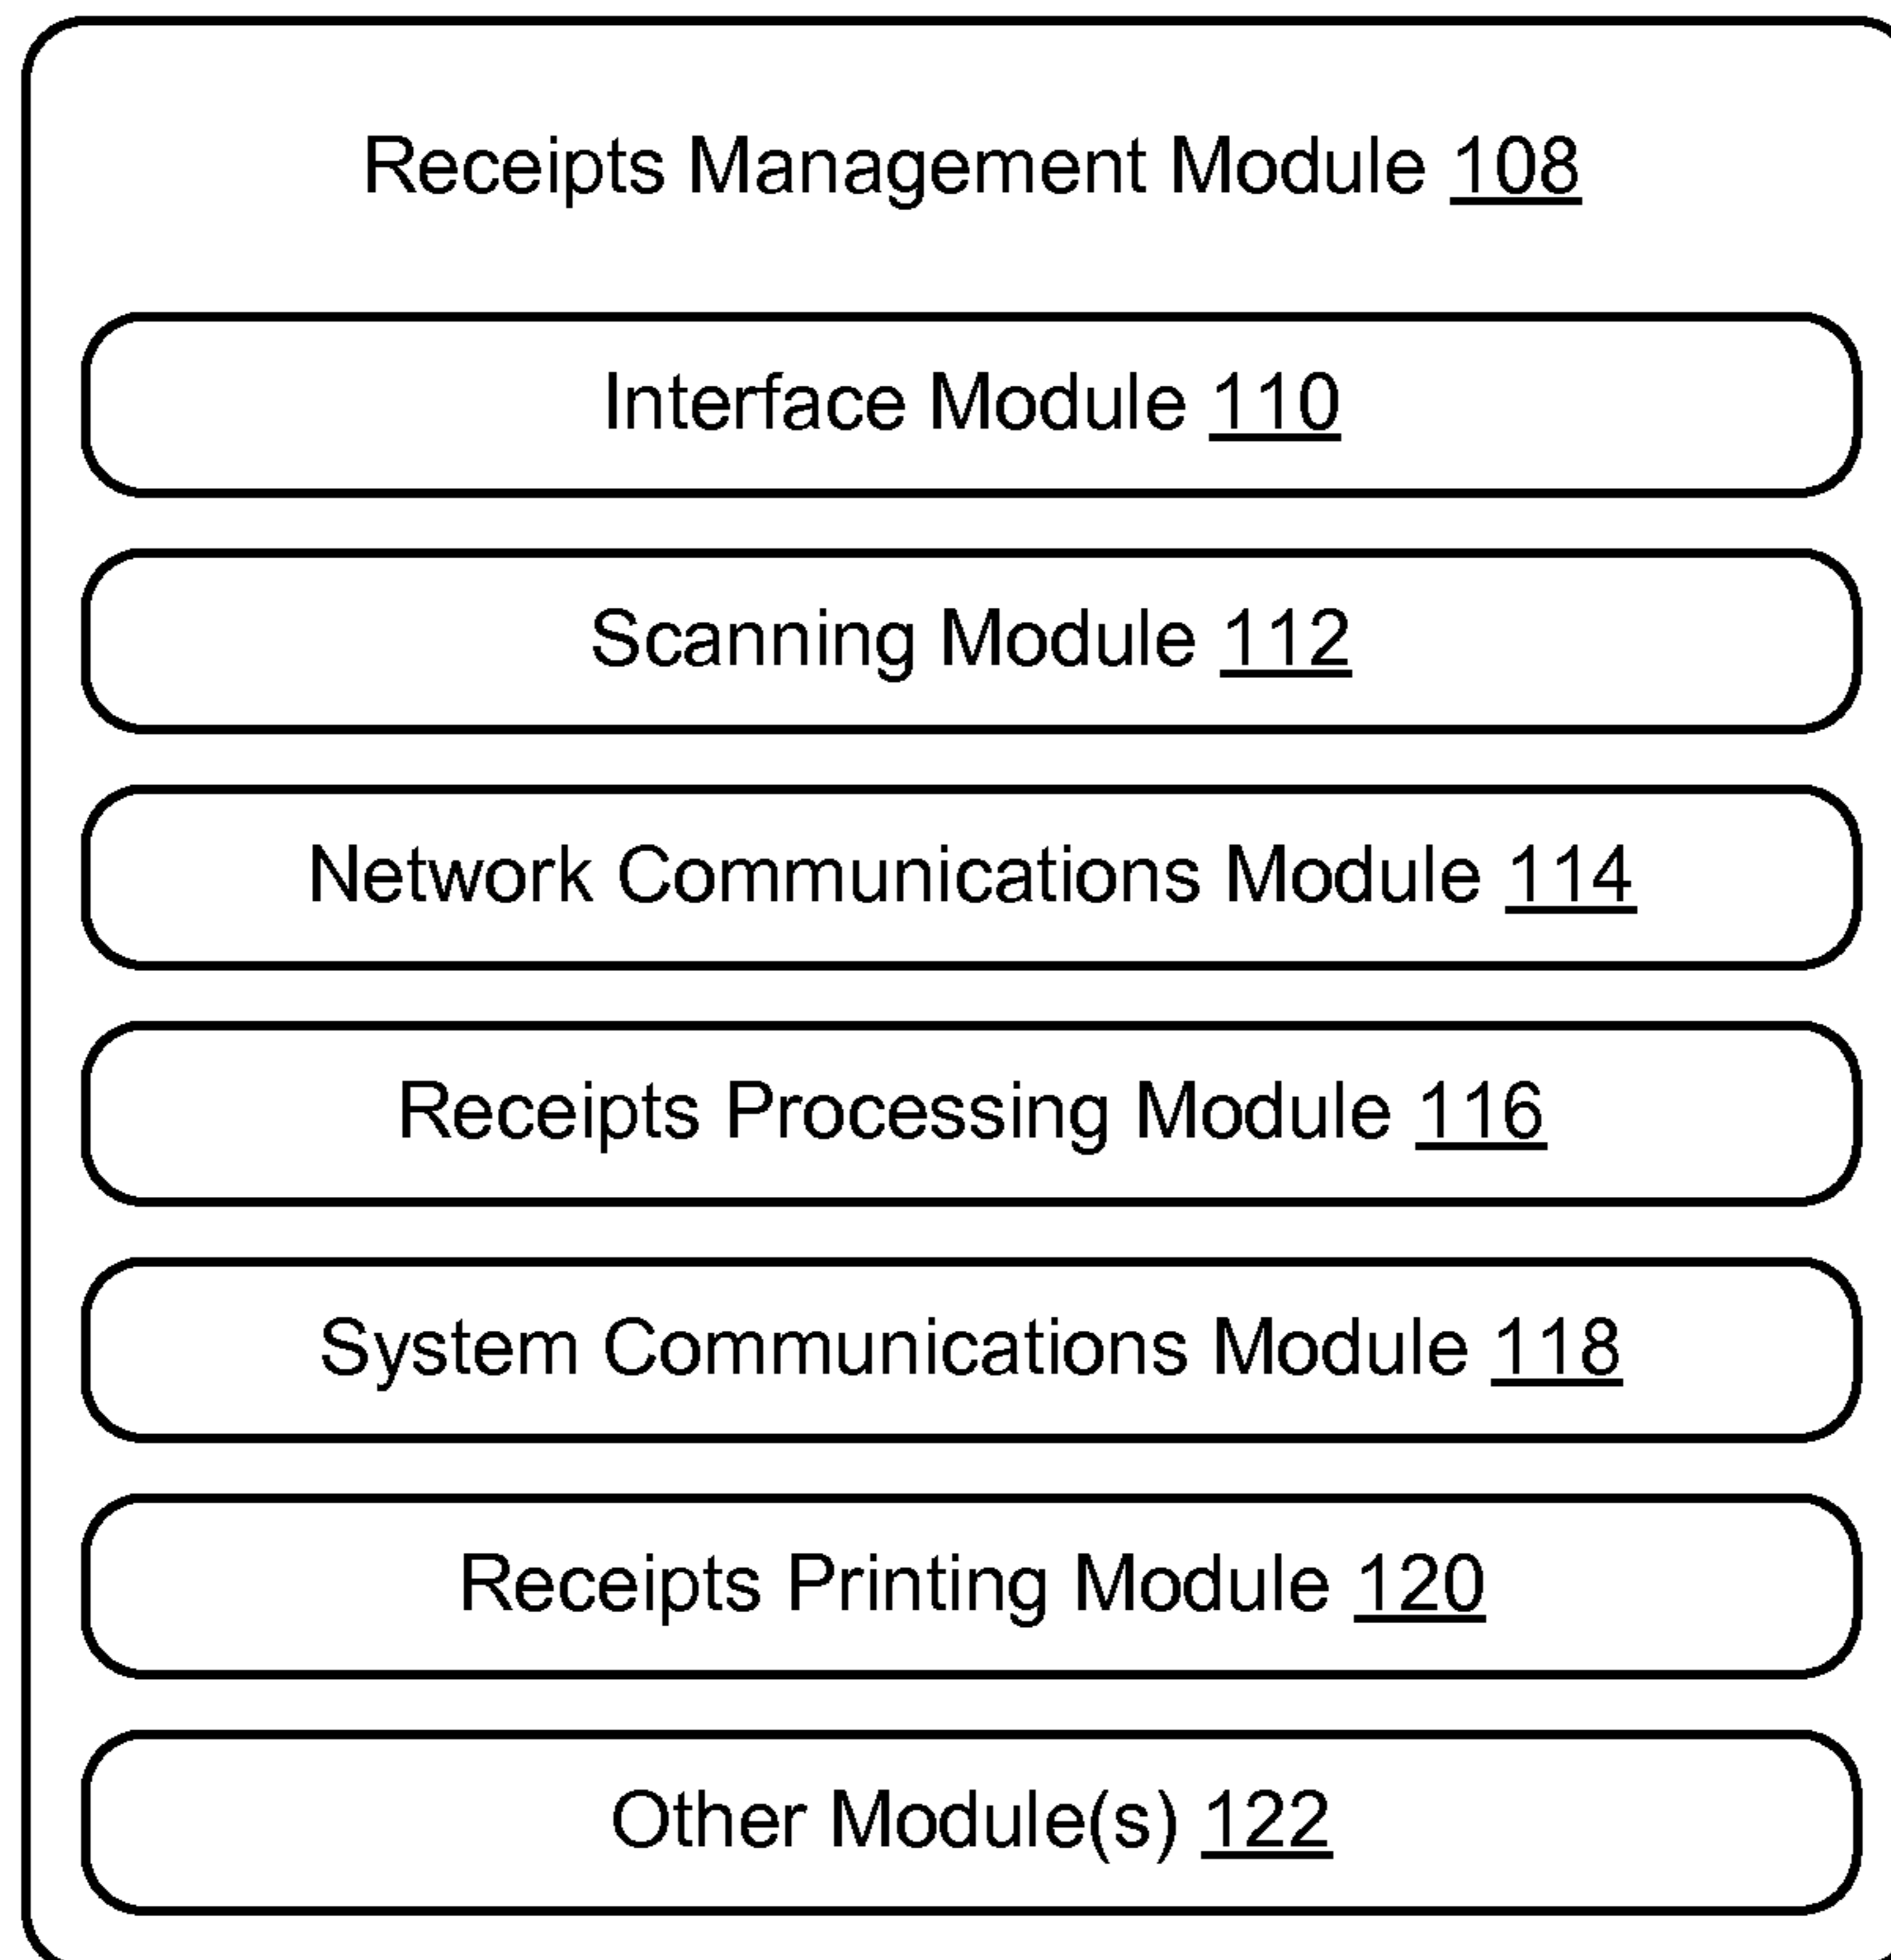 Receipts Management Module 108
Interface Module 110
Scanning Module 112
Network Communications Module 114
Receipts Processing Module 116
System Communications Module 118
Receipts Printing Module 120
Other Module(s) 122